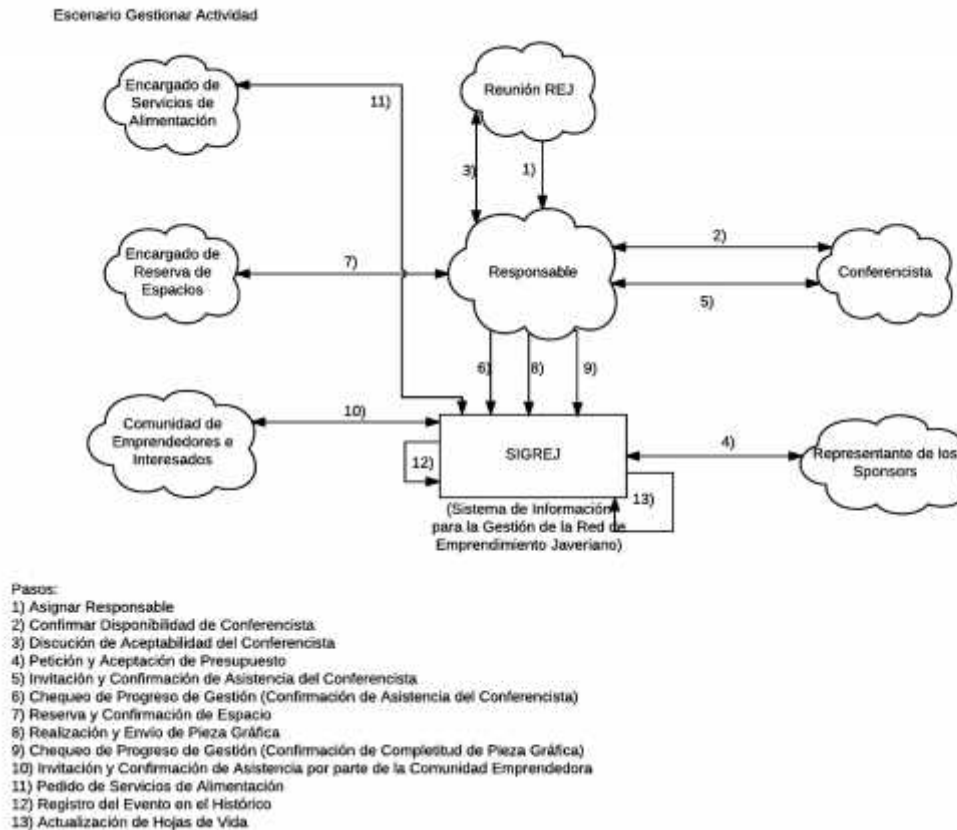 Escenario Gestionar Actividad
Encargado de
Servicios de
Alimentación
11)
Reunión REJ
3)
1)
Encargado de
Reserva de
Espacios
7)
Responsable
2)
5)
Conferencista
6)
8)
9)
Comunidad de
Emprendedores e
Interesados
10)
12)
SIGREJ
4)
13)
Representante de los
Sponsors
(Sistema de Información
para la Gestión de la Red de
Emprendimiento Javeriano)
Pasos:
1) Asignar Responsable
2) Confirmar Disponibilidad de Conferencista
3) Discución de Aceptabilidad del Conferencista
4) Petición y Aceptación de Presupuesto
5) Invitación y Confirmación de Asistencia del Conferencista
6) Chequeo de Progreso de Gestión (Confirmación de Asistencia del Conferencista)
7) Reserva y Confirmación de Espacio
8) Realización y Envio de Pieza Gráfica
9) Chequeo de Progreso de Gestión (Confirmación de Completitud de Pieza Gráfica)
10) Invitación y Confirmación de Asistencia por parte de la Comunidad Emprendedora
11) Pedido de Servicios de Alimentación
12) Registro del Evento en el Histórico
13) Actualización de Hojas de Vida